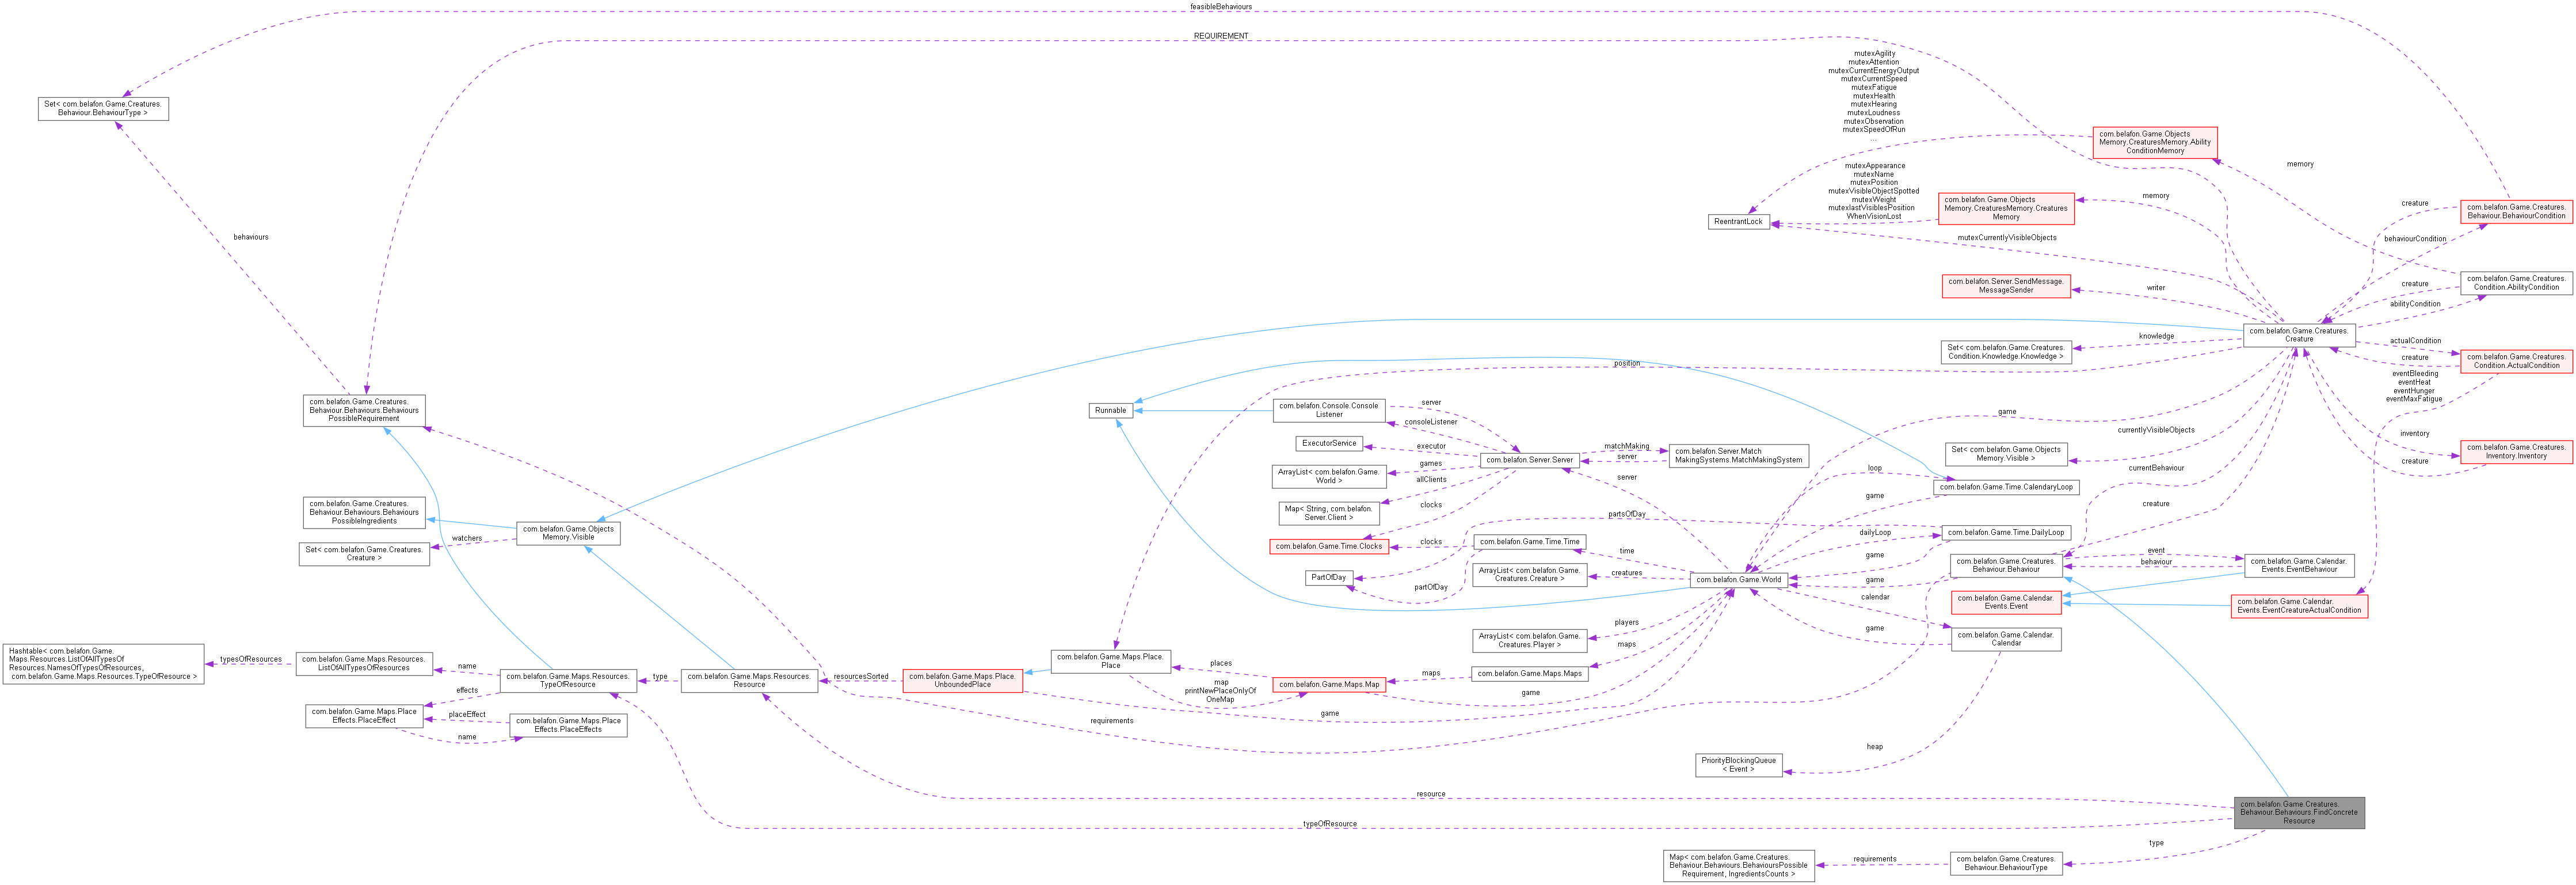 feasibleBehaviours
REQUIREMENT
mutexAgility
mutexAttention
mutexCurrentEnergyOutput
mutexCurrentSpeed
mutexFatigue
mutexHealth
mutexHearing
mutexLoudness
mutexObservation
mutexSpeedOfRun
...
Set< com.belafon.Game.Creatures.
Behaviour.BehaviourType >
com.belafon.Game.Objects
Memory.CreaturesMemory.Ability
ConditionMemory
memory
mutexAppearance
mutexName
mutexPosition
mutexVisibleObjectSpotted
mutexWeight
mutexlastVisiblesPosition
WhenVisionLost
ReentrantLock
com.belafon.Game.Objects
Memory.CreaturesMemory.Creatures
Memory
memory
creature
com.belafon.Game.Creatures.
Behaviour.BehaviourCondition
behaviours
mutexCurrentlyVisibleObjects
behaviourCondition
com.belafon.Server.SendMessage.
MessageSender
writer
creature
com.belafon.Game.Creatures.
Condition.AbilityCondition
abilityCondition
com.belafon.Game.Creatures.
Creature
knowledge
Set< com.belafon.Game.Creatures.
Condition.Knowledge.Knowledge >
actualCondition
creature
com.belafon.Game.Creatures.
Condition.ActualCondition
position
eventBleeding
eventHeat
eventHunger
eventMaxFatigue
com.belafon.Game.Creatures.
Behaviour.Behaviours.Behaviours
PossibleRequirement
Runnable
com.belafon.Console.Console
Listener
server
consoleListener
game
currentlyVisibleObjects
inventory
creature
com.belafon.Game.Creatures.
Inventory.Inventory
ExecutorService
executor
com.belafon.Server.Server
matchMaking
server
com.belafon.Server.Match
MakingSystems.MatchMakingSystem
Set< com.belafon.Game.Objects
Memory.Visible >
ArrayList< com.belafon.Game.
World >
games
allClients
server
loop
currentBehaviour
com.belafon.Game.Time.CalendaryLoop
game
creature
Map< String, com.belafon.
Server.Client >
clocks
com.belafon.Game.Creatures.
Behaviour.Behaviours.Behaviours
PossibleIngredients
com.belafon.Game.Objects
Memory.Visible
watchers
Set< com.belafon.Game.Creatures.
Creature >
partsOfDay
com.belafon.Game.Time.DailyLoop
dailyLoop
com.belafon.Game.Time.Clocks
clocks
com.belafon.Game.Time.Time
time
game
event
behaviour
com.belafon.Game.Creatures.
Behaviour.Behaviour
com.belafon.Game.Calendar.
Events.EventBehaviour
PartOfDay
partOfDay
ArrayList< com.belafon.Game.
Creatures.Creature >
creatures
com.belafon.Game.World
game
calendar
com.belafon.Game.Calendar.
Events.Event
com.belafon.Game.Calendar.
Events.EventCreatureActualCondition
players
game
com.belafon.Game.Calendar.
Calendar
ArrayList< com.belafon.Game.
Creatures.Player >
maps
Hashtable< com.belafon.Game.
Maps.Resources.ListOfAllTypesOf
Resources.NamesOfTypesOfResources,
com.belafon.Game.Maps.Resources.TypeOfResource >
typesOfResources
com.belafon.Game.Maps.Resources.
ListOfAllTypesOfResources
name
com.belafon.Game.Maps.Resources.
TypeOfResource
type
com.belafon.Game.Maps.Resources.
Resource
resourcesSorted
com.belafon.Game.Maps.Place.
UnboundedPlace
com.belafon.Game.Maps.Place.
Place
places
map
printNewPlaceOnlyOf
OneMap
com.belafon.Game.Maps.Map
maps
com.belafon.Game.Maps.Maps
game
effects
com.belafon.Game.Maps.Place
Effects.PlaceEffect
placeEffect
name
com.belafon.Game.Maps.Place
Effects.PlaceEffects
game
requirements
heap
PriorityBlockingQueue
< Event >
resource
com.belafon.Game.Creatures.
Behaviour.Behaviours.FindConcrete
Resource
typeOfResource
type
Map< com.belafon.Game.Creatures.
Behaviour.Behaviours.BehavioursPossible
Requirement, IngredientsCounts >
requirements
com.belafon.Game.Creatures.
Behaviour.BehaviourType